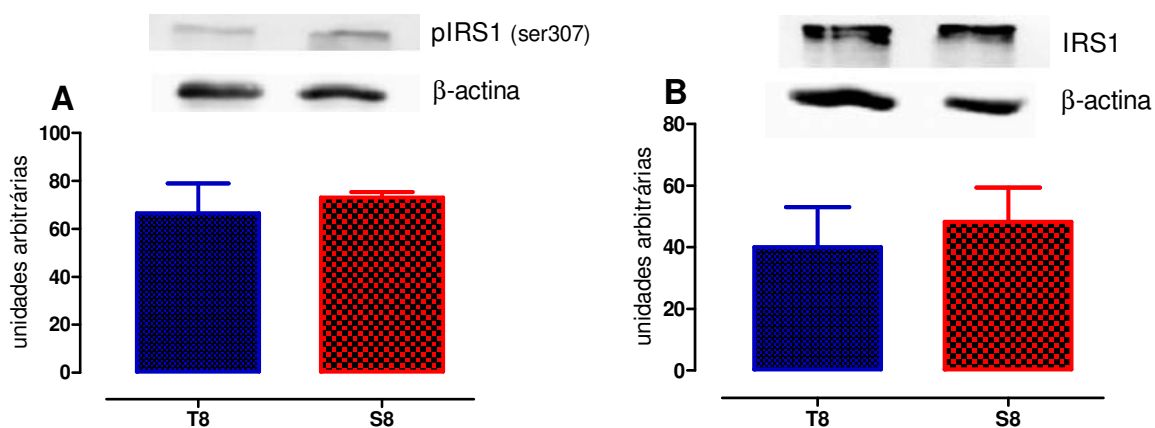 pIRS1 (ser307)
β-actina
A
unidades arbitrárias
100
80
60
40
20
0
T8 S8
IRS1
β-actina
B
unidades arbitrárias
80
60
40
20
0
T8 S8